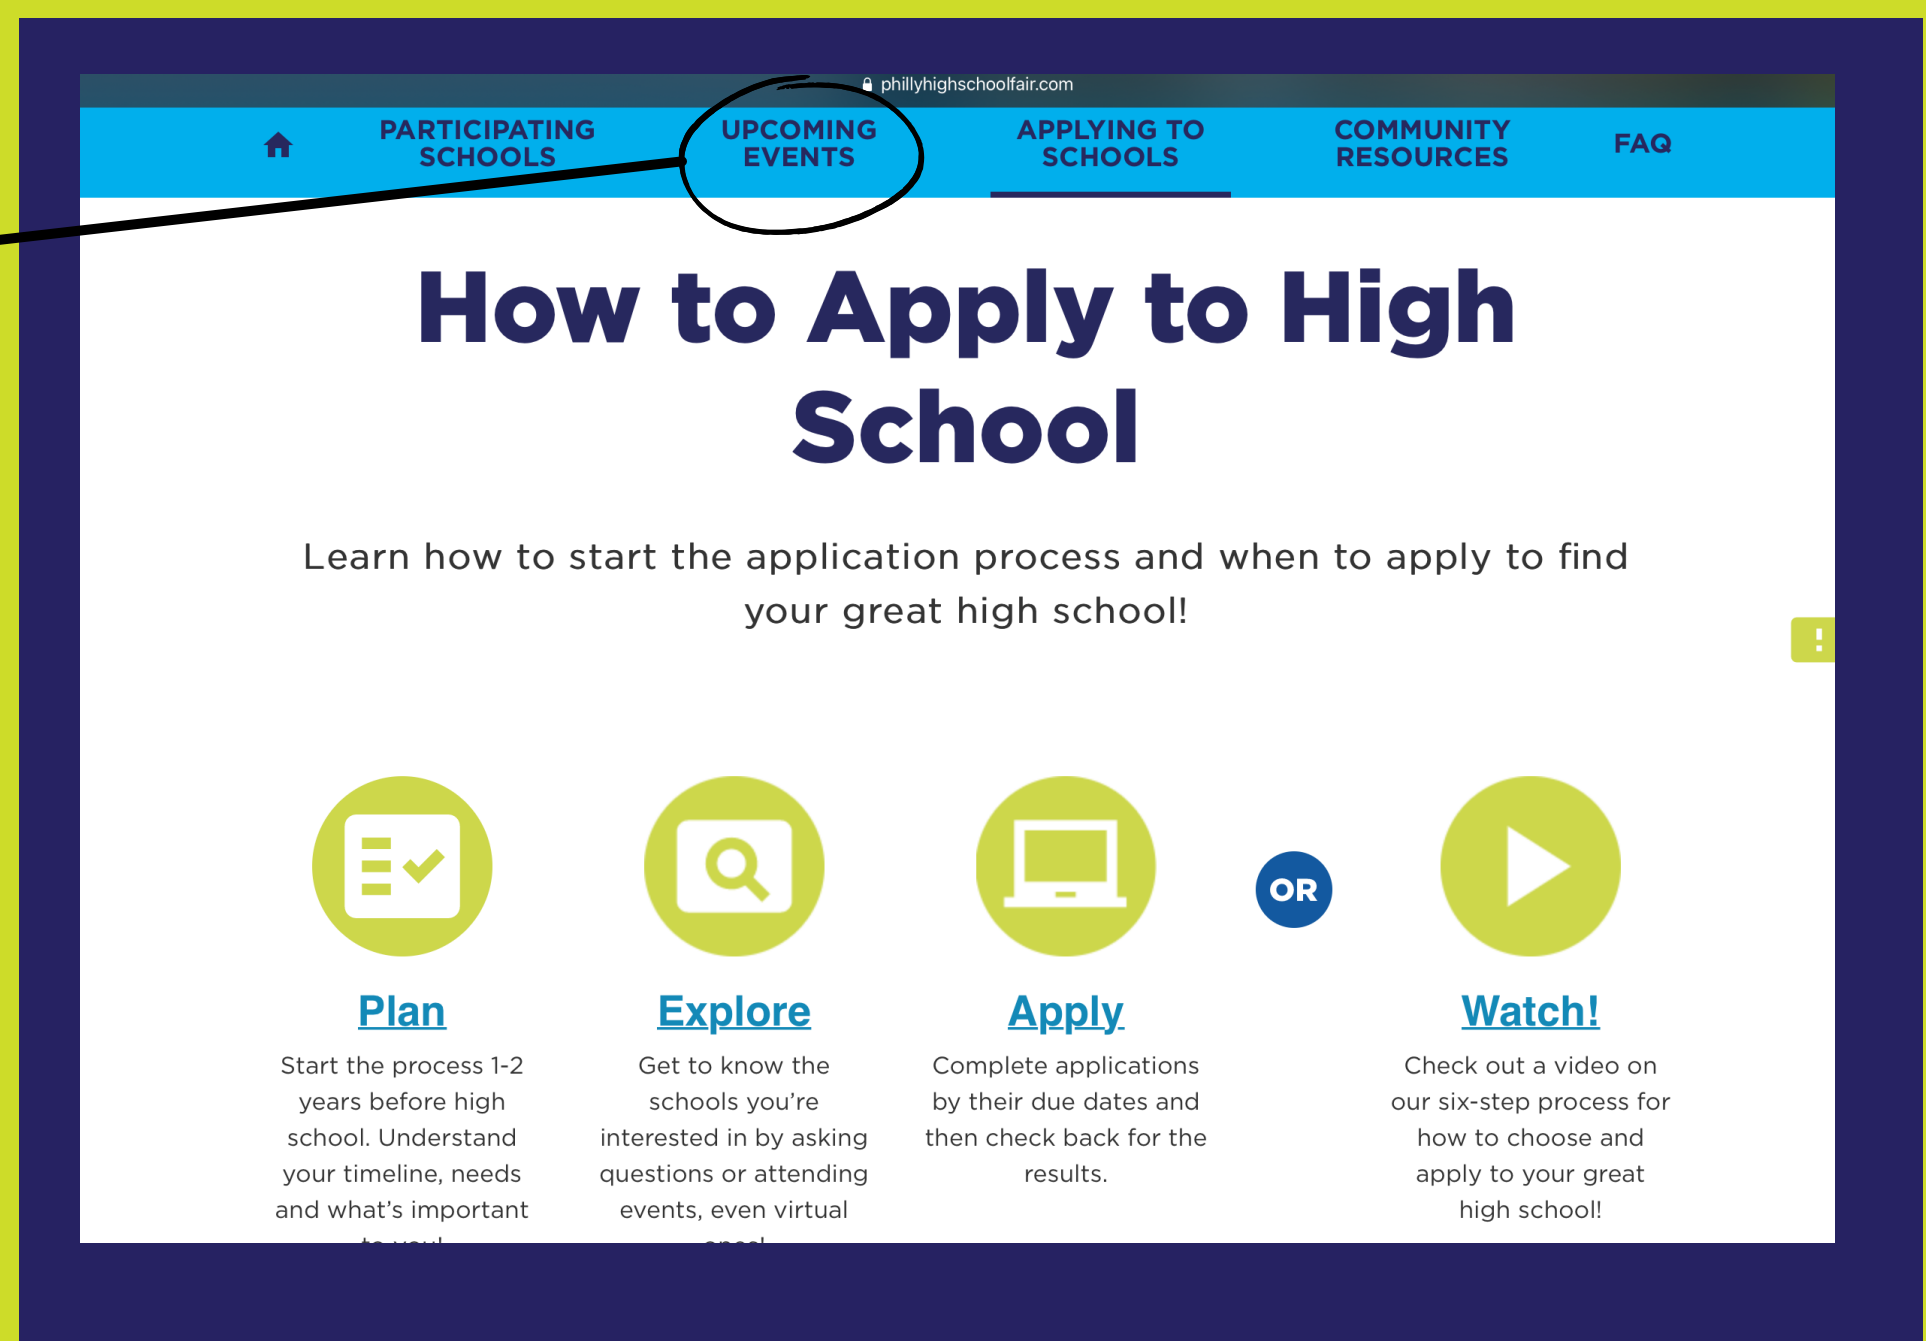 phillyhighschoolfair.com
PARTICIPATING
SCHOOLS
UPCOMING
EVENTS
APPLYING TO
SCHOOLS
COMMUNITY
RESOURCES
FAQ
How to Apply to High
School
Learn how to start the application process and when to apply to find
your great high school!
Plan
Start the process 1-2
years before high
school. Understand
your timeline, needs
and what's important
to you!
Explore
Get to know the
schools you're
interested in by asking
questions or attending
events, even virtual
ones!
Apply
Complete applications
by their due dates and
then check back for the
results.
OR
Watch!
Check out a video on
our six-step process for
how to choose and
apply to your great
high school!